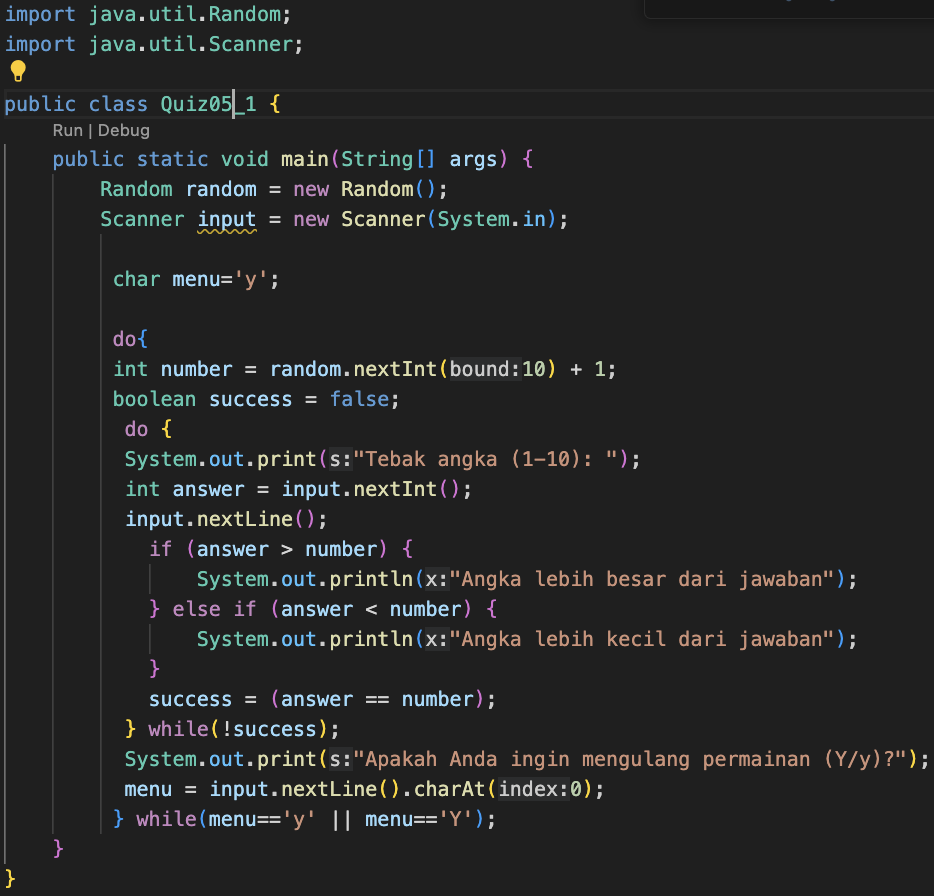 import java.util.Random;
import java.util.Scanner;
public class Quiz05_1 {
Run | Debug
public static void main(String[] args) {
Random random = new Random();
Scanner input = new Scanner(System.in);
char menu='y';
do{
int number = random.nextInt(bound:10) + 1;
boolean success = false;
do {
System.out.print(s:"Tebak angka (1-10): ");
int answer = input.nextInt();
input.nextLine();
if (answer > number) {
System.out.println(x:"Angka lebih besar dari jawaban");
} else if (answer < number) {
System.out.println(x:"Angka lebih kecil dari jawaban");
}
success = (answer == number);
} while(!success);
System.out.print(s:"Apakah Anda ingin mengulang permainan (Y/y)?");
menu = input.nextLine().charAt(index:0);
} while(menu=='y' || menu=='Y');
}
}